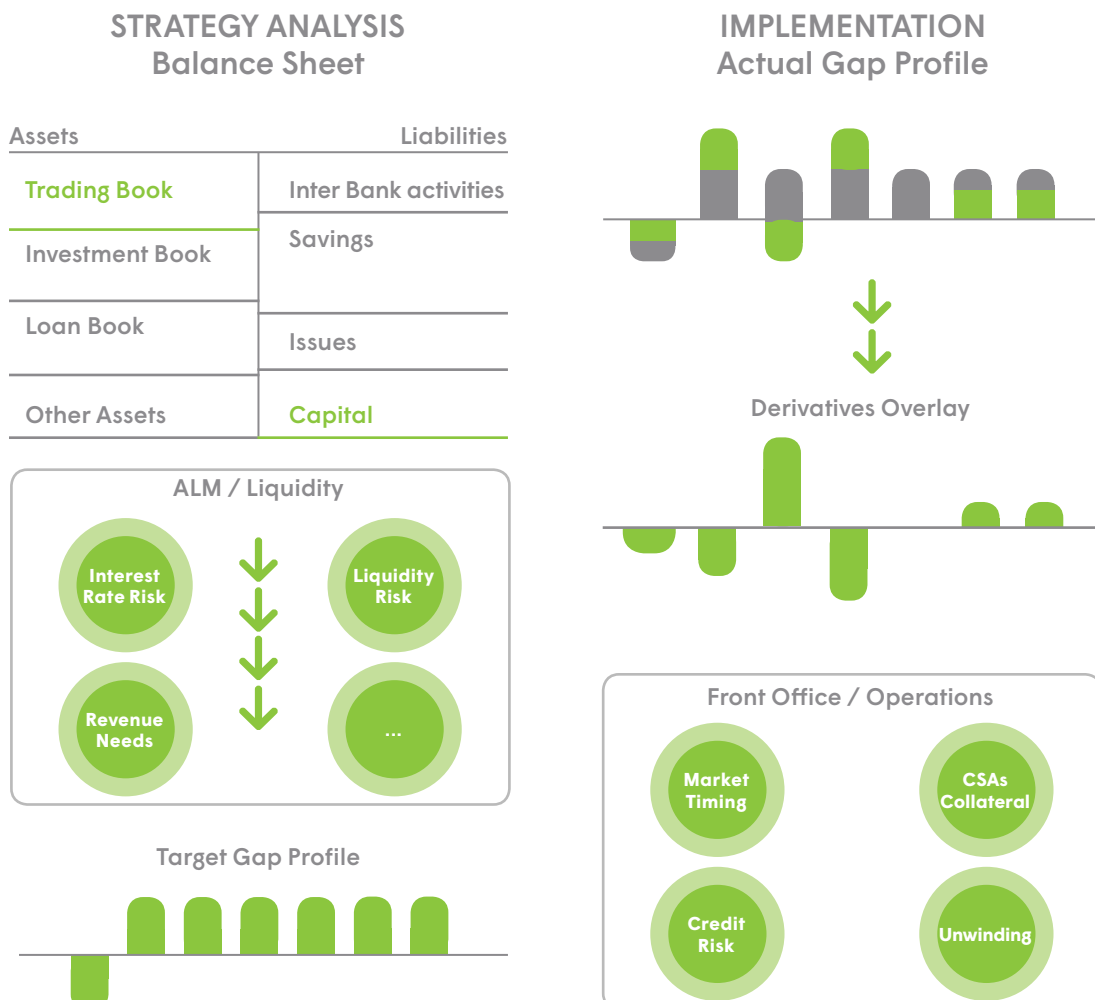 STRATEGY ANALYSIS
Balance Sheet
Assets
Liabilities
Trading Book
Inter Bank activities
Investment Book
Savings
Loan Book
Issues
Other Assets
Capital
ALM / Liquidity
Interest
Rate Risk
Liquidity
Risk
Revenue
Needs
...
Target Gap Profile
IMPLEMENTATION
Actual Gap Profile
Derivatives Overlay
Front Office / Operations
Market
Timing
CSAs
Collateral
Credit
Risk
Unwinding